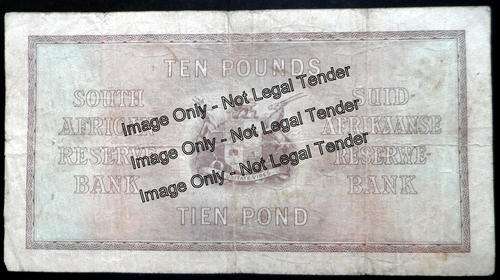 TEN POUNDS
SOUTH
AFRICAN
RESERVE
BANK
SUID-
AFRIKAANSE
RESERWE-
BANK
TIEN POND
Image Only - Not Legal Tender
Image Only - Not Legal Tender
Image Only - Not Legal Tender